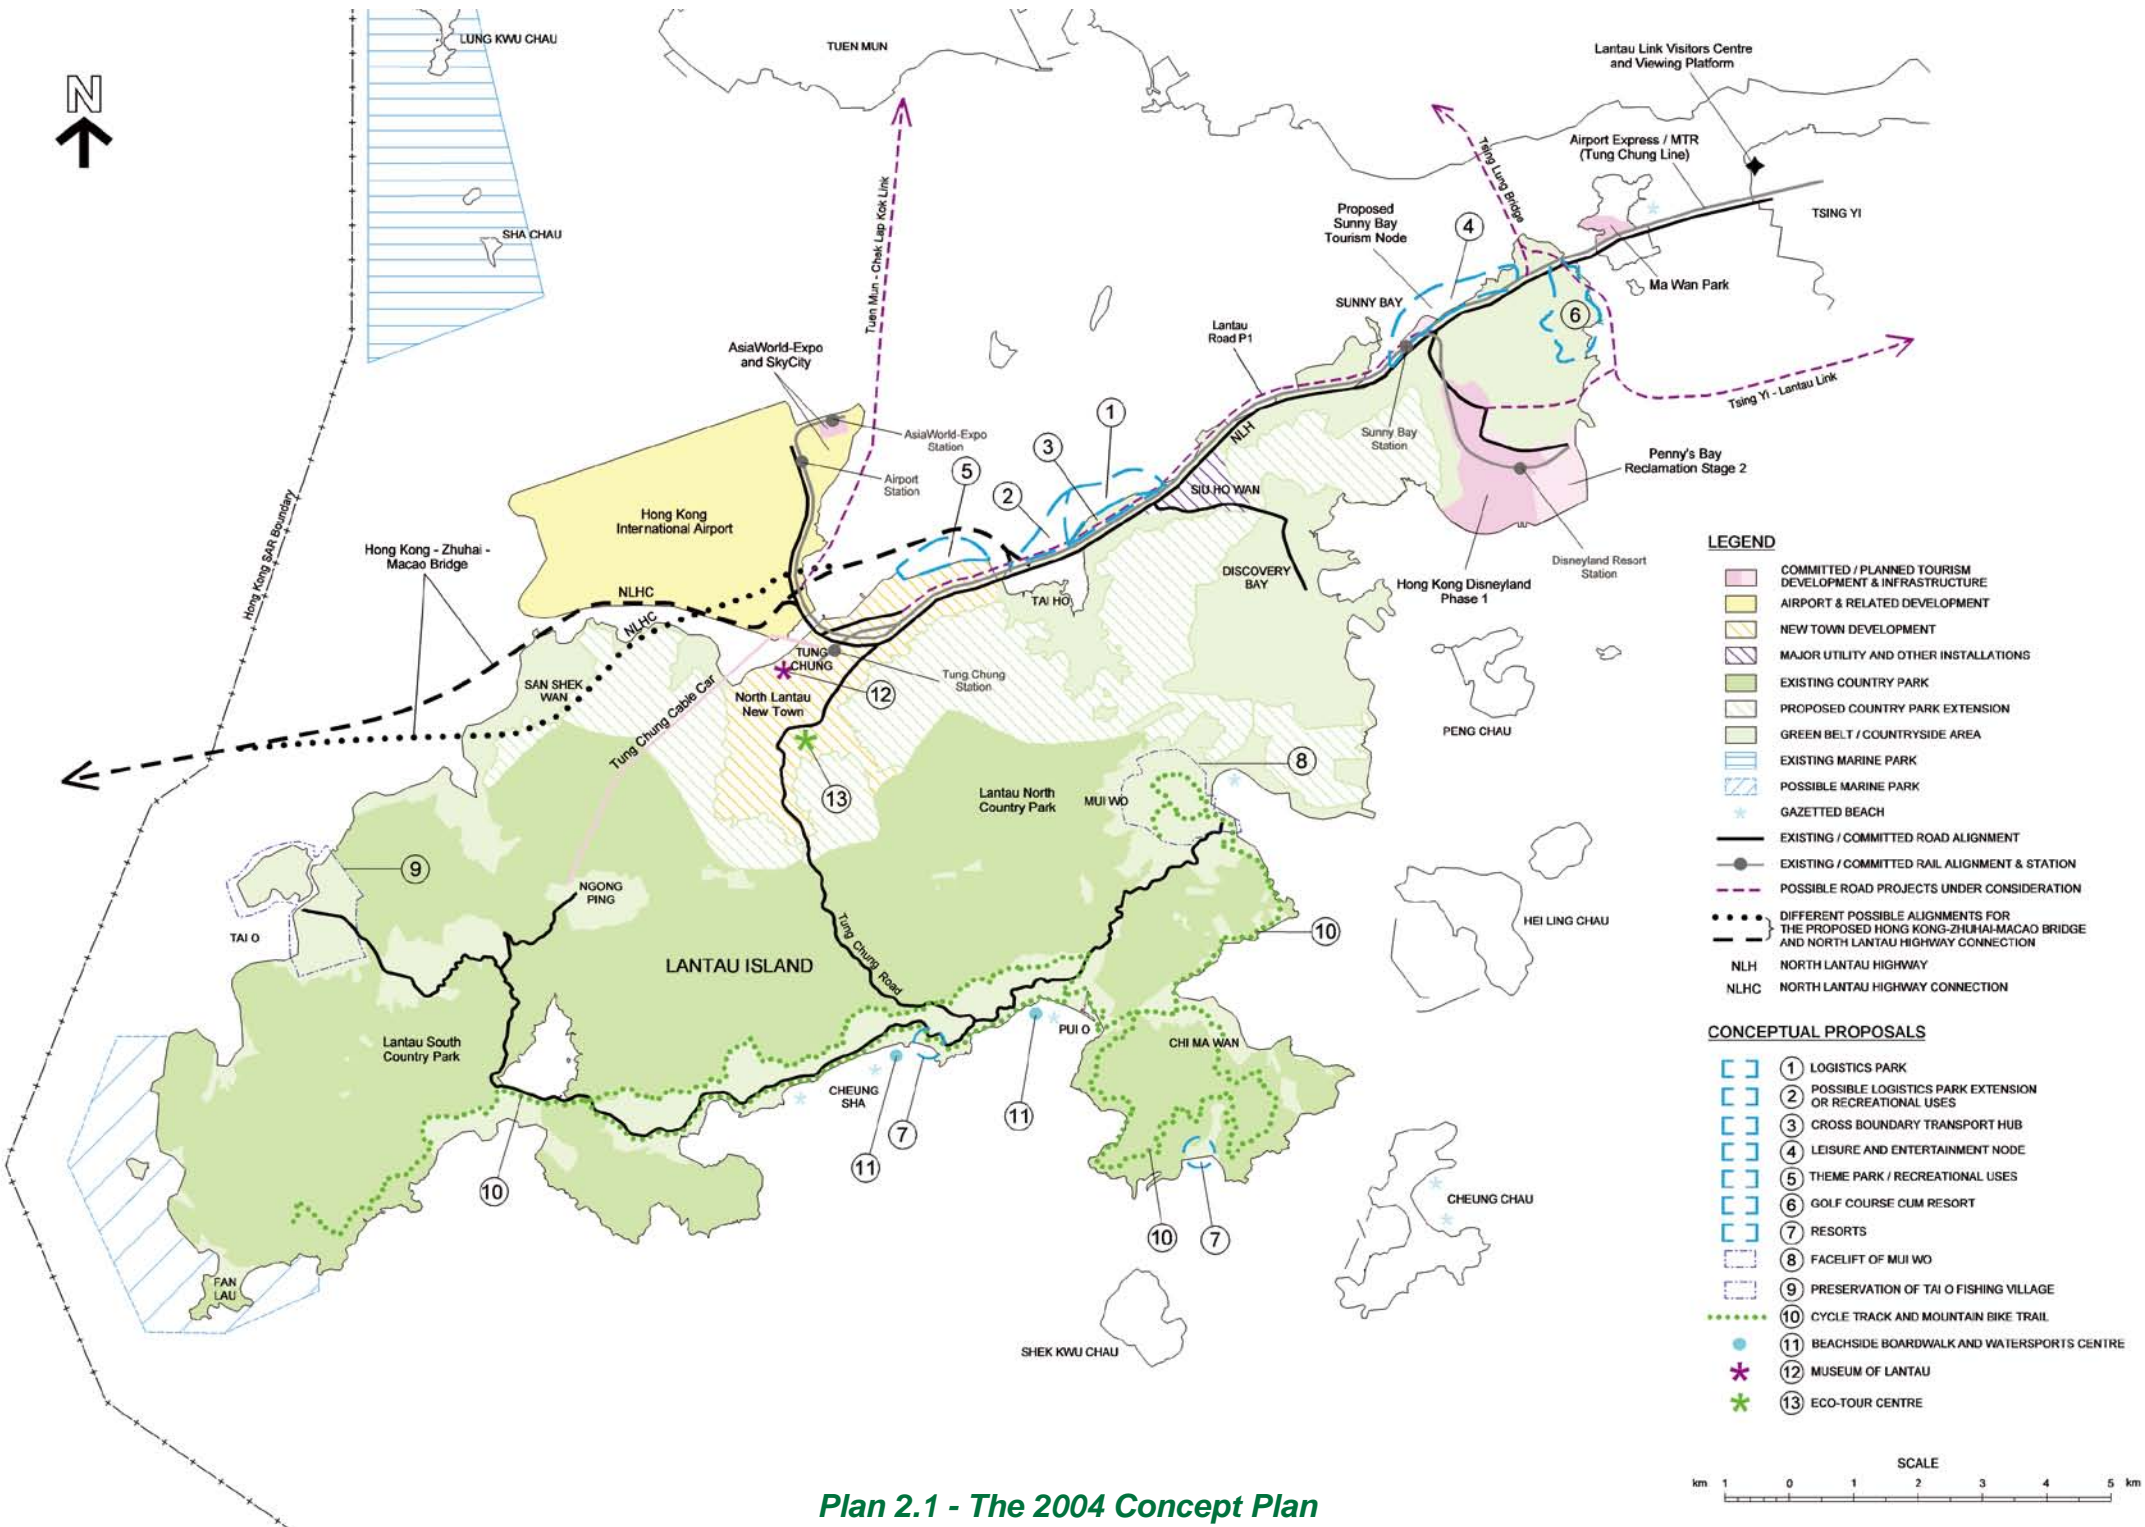 LUNG KWU CHAU
TUEN MUN
Lantau Link Visitors Centre
and Viewing Platform
N
Airport Express / MTR
(Tung Chung Line)
Tsing Lung Bridge
Tuen Mun - Chek Lap Kok Link
Proposed
Sunny Bay
Tourism Node
4
TSING YI
SHA CHAU
Ma Wan Park
SUNNY BAY
6
Lantau
Road P1
AsiaWorld-Expo
and SkyCity
Tsing Yi - Lantau Link
1
AsiaWorld-Expo
Station
3
NLH
Sunny Bay
Station
Penny's Bay
Reclamation Stage 2
5
Airport
Station
2
SIU HO WAN
Hong Kong SAR Boundary
Hong Kong
International Airport
Hong Kong - Zhuhai -
Macao Bridge
DISCOVERY
BAY
Hong Kong Disneyland
Phase 1
Disneyland Resort
Station
NLHC
NLHC
TAI HO
TUNG
CHUNG
Tung Chung
Station
SAN SHEK
WAN
North Lantau
New Town
12
Tung Chung Cable Car
PENG CHAU
8
13
Lantau North
Country Park
MUI WO
9
NGONG
PING
TAI O
Tung Chung Road
HEI LING CHAU
10
LANTAU ISLAND
Lantau South
Country Park
PUI O
CHI MA WAN
CHEUNG
SHA
11
7
11
10
CHEUNG CHAU
10
7
FAN
LAU
SHEK KWU CHAU
LEGEND
COMMITTED / PLANNED TOURISM
DEVELOPMENT & INFRASTRUCTURE
AIRPORT & RELATED DEVELOPMENT
NEW TOWN DEVELOPMENT
MAJOR UTILITY AND OTHER INSTALLATIONS
EXISTING COUNTRY PARK
PROPOSED COUNTRY PARK EXTENSION
GREEN BELT / COUNTRYSIDE AREA
EXISTING MARINE PARK
POSSIBLE MARINE PARK
GAZETTED BEACH
EXISTING / COMMITTED ROAD ALIGNMENT
EXISTING / COMMITTED RAIL ALIGNMENT & STATION
POSSIBLE ROAD PROJECTS UNDER CONSIDERATION
DIFFERENT POSSIBLE ALIGNMENTS FOR
THE PROPOSED HONG KONG-ZHUHAI-MACAO BRIDGE
AND NORTH LANTAU HIGHWAY CONNECTION
NLH NORTH LANTAU HIGHWAY
NLHC NORTH LANTAU HIGHWAY CONNECTION
CONCEPTUAL PROPOSALS
1 LOGISTICS PARK
2 POSSIBLE LOGISTICS PARK EXTENSION
OR RECREATIONAL USES
3 CROSS BOUNDARY TRANSPORT HUB
4 LEISURE AND ENTERTAINMENT NODE
5 THEME PARK / RECREATIONAL USES
6 GOLF COURSE CUM RESORT
7 RESORTS
8 FACELIFT OF MUI WO
9 PRESERVATION OF TAI O FISHING VILLAGE
10 CYCLE TRACK AND MOUNTAIN BIKE TRAIL
11 BEACHSIDE BOARDWALK AND WATERSPORTS CENTRE
12 MUSEUM OF LANTAU
13 ECO-TOUR CENTRE
SCALE
km 1 0 1 2 3 4 5 km
Plan 2.1 - The 2004 Concept Plan